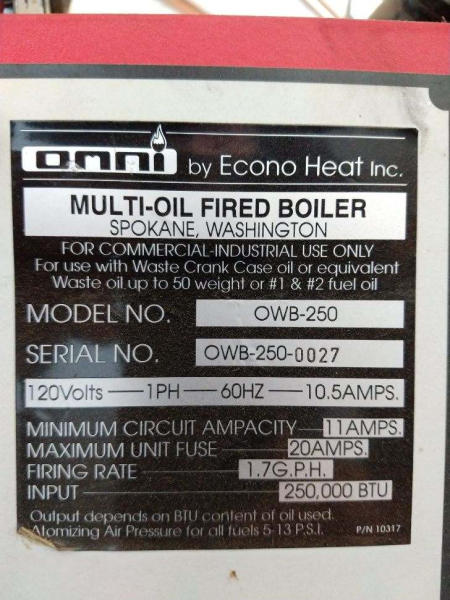 omni by Econo Heat Inc.
MULTI-OIL FIRED BOILER
SPOKANE, WASHINGTON
FOR COMMERCIAL-INDUSTRIAL USE ONLY
For use with Waste Crank Case oil or equivalent
Waste oil up to 50 weight or #1 & #2 fuel oil
MODEL NO. OWB-250
SERIAL NO. OWB-250-0027
120Volts — 1PH — 60HZ — 10.5AMPS.
MINIMUM CIRCUIT AMPACITY — 11AMPS.
MAXIMUM UNIT FUSE — 20AMPS.
FIRING RATE — 1.7G.P.H.
INPUT — 250,000 BTU
Output depends on BTU content of oil used.
Atomizing Air Pressure for all fuels 5-13 P.S.I. P/N 10317